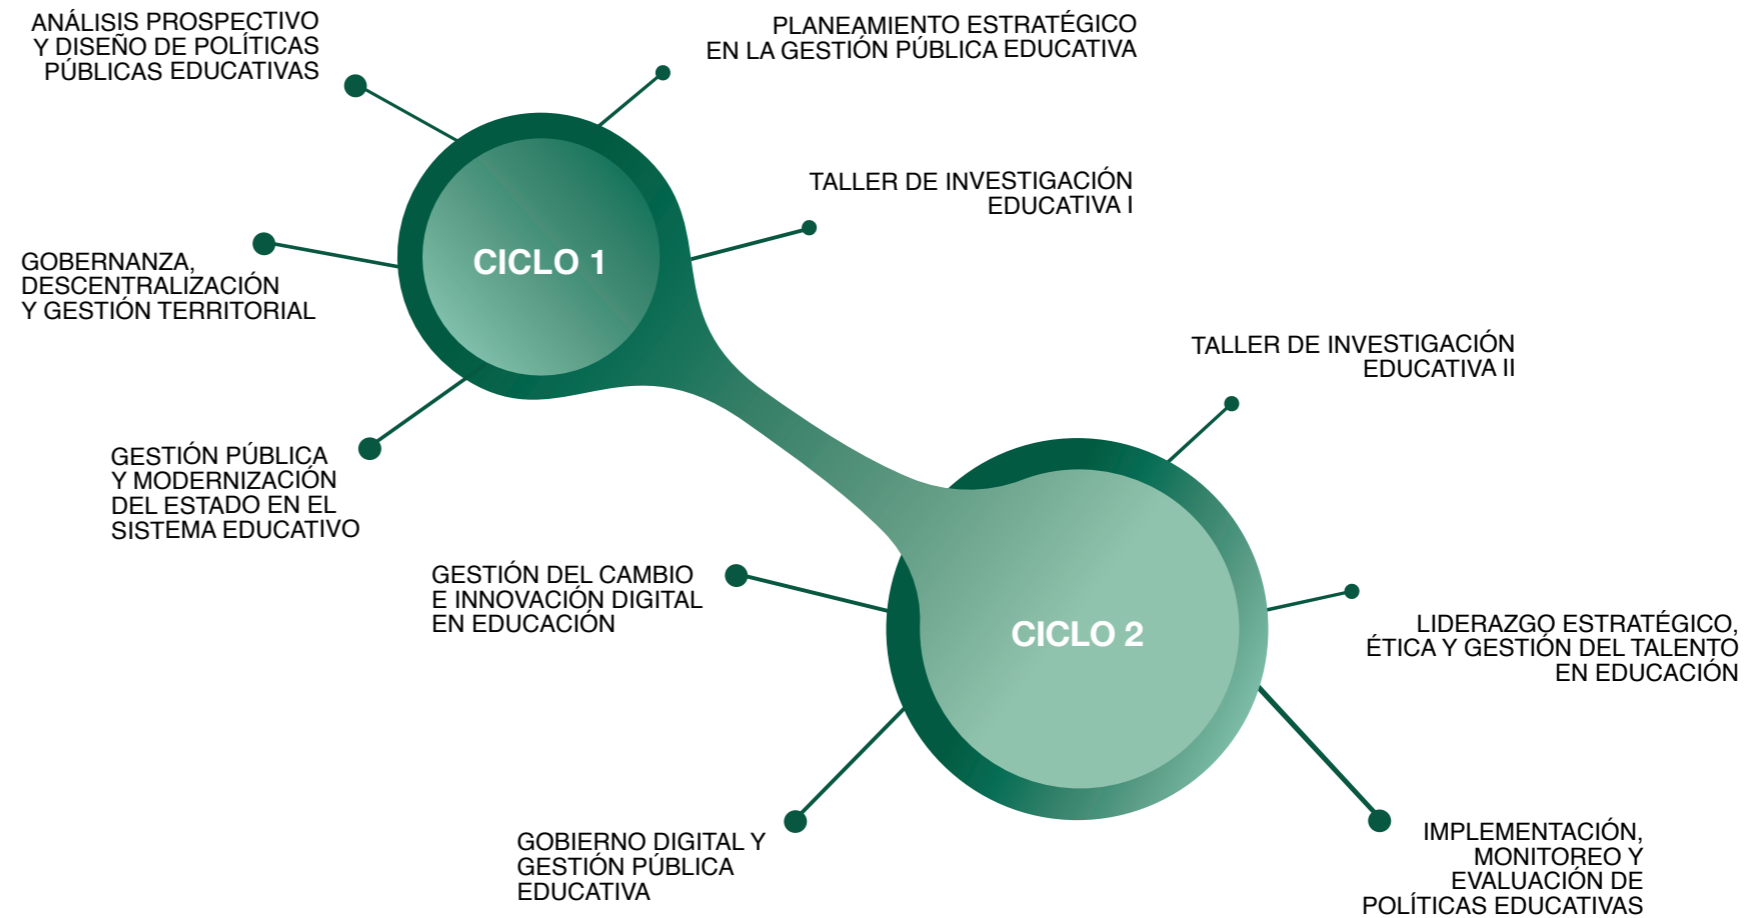 ANÁLISIS PROSPECTIVO
Y DISEÑO DE POLÍTICAS
PÚBLICAS EDUCATIVAS
PLANEAMIENTO ESTRATÉGICO
EN LA GESTIÓN PÚBLICA EDUCATIVA
TALLER DE INVESTIGACIÓN
EDUCATIVA I
CICLO 1
GOBERNANZA,
DESCENTRALIZACIÓN
Y GESTIÓN TERRITORIAL
GESTIÓN PÚBLICA
Y MODERNIZACIÓN
DEL ESTADO EN EL
SISTEMA EDUCATIVO
TALLER DE INVESTIGACIÓN
EDUCATIVA II
GESTIÓN DEL CAMBIO
E INNOVACIÓN DIGITAL
EN EDUCACIÓN
CICLO 2
LIDERAZGO ESTRATÉGICO,
ÉTICA Y GESTIÓN DEL TALENTO
EN EDUCACIÓN
GOBIERNO DIGITAL Y
GESTIÓN PÚBLICA
EDUCATIVA
IMPLEMENTACIÓN,
MONITOREO Y
EVALUACIÓN DE
POLÍTICAS EDUCATIVAS